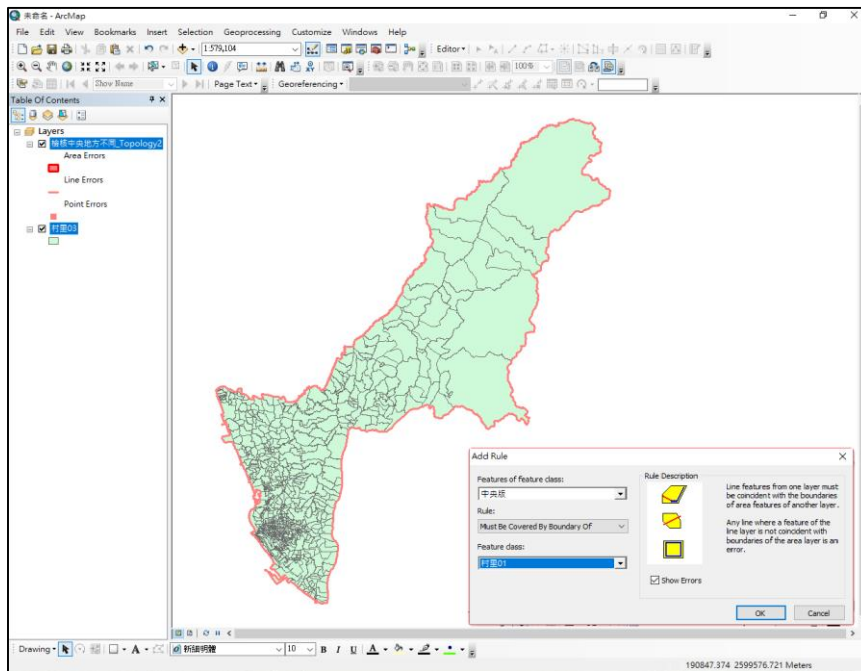 未命名 - ArcMap
File Edit View Bookmarks Insert Selection Geoprocessing Customize Windows Help
1:579,104
Editor
100%
Show Name
Page Text
Georeferencing
Table Of Contents
Layers
檢核中央地方不同_Topology2
Area Errors
Line Errors
Point Errors
村里03
Add Rule
Features of feature class:
中央版
Rule:
Must Be Covered By Boundary Of
Feature class:
村里01
Rule Description
Line features from one layer must
be coincident with the boundaries
of area features of another layer.
Any line where a feature of the
line layer is not coincident with
boundaries of the area layer is an
error.
Show Errors
OK Cancel
Drawing A 新細明體 10 B I U A
190847.374 2599576.721 Meters